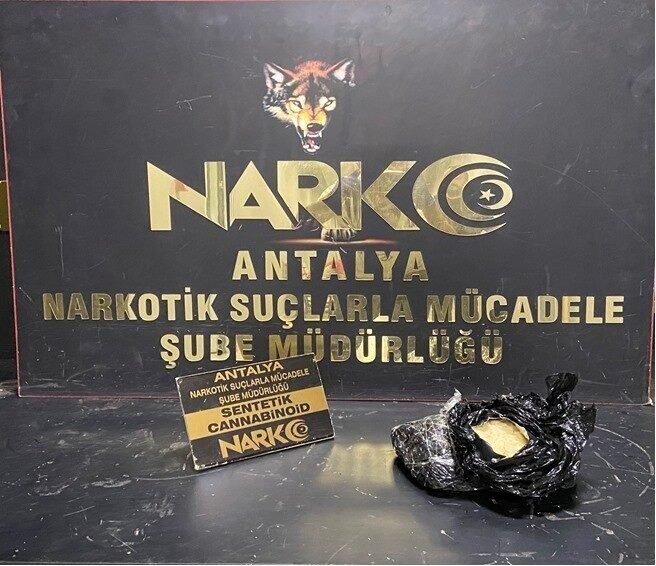 NARKO
ANTALYA
NARKOTİK SUÇLARLA MÜCADELE
ŞUBE MÜDÜRLÜĞÜ
ANTALYA
NARKOTİK SUÇLARLA MÜCADELE
ŞUBE MÜDÜRLÜĞÜ
SENTETİK
CANNABİNOİD
NARKO